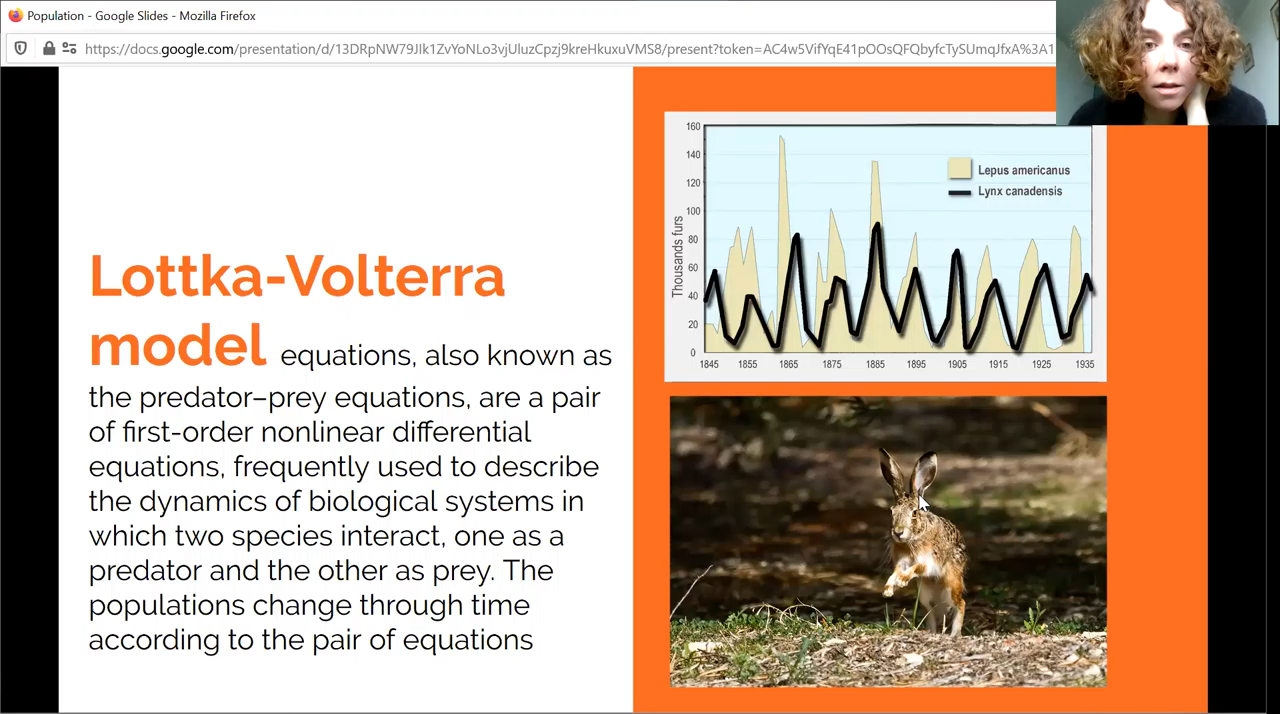 Population - Google Slides - Mozilla Firefox
https://docs.google.com/presentation/d/13DRpNW79JIk1ZvYoNLo3vjUluzCpzj9kreHkuxuVMS8/present?token=AC4w5VifYqE41pOOsQFQbyfcTySUmqJfxA%3A1
Lottka-Volterra
model equations, also known as
the predator–prey equations, are a pair
of first-order nonlinear differential
equations, frequently used to describe
the dynamics of biological systems in
which two species interact, one as a
predator and the other as prey. The
populations change through time
according to the pair of equations
Thousands furs
160
140
120
100
80
60
40
20
0
Lepus americanus
Lynx canadensis
1845 1855 1865 1875 1885 1895 1905 1915 1925 1935